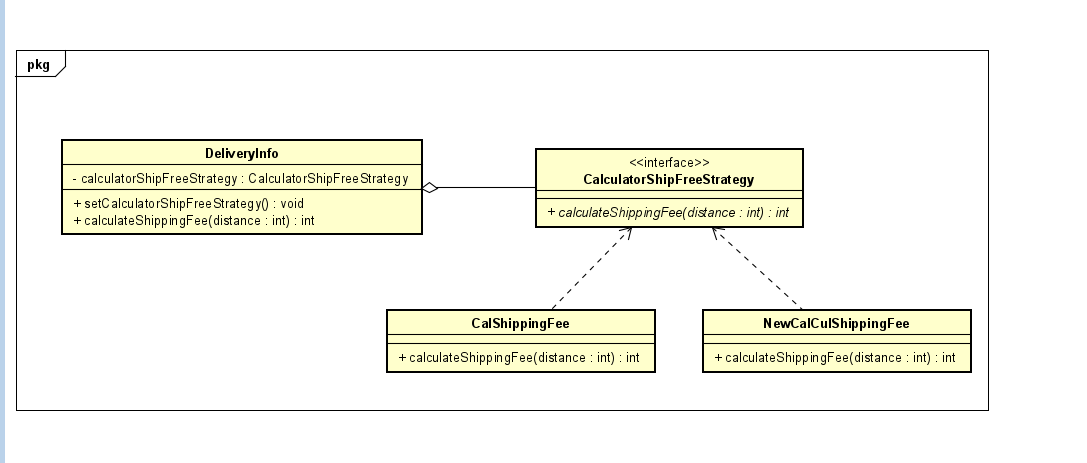 pkg
DeliveryInfo
- calculatorShipFreeStrategy : CalculatorShipFreeStrategy
+ setCalculatorShipFreeStrategy() : void
+ calculateShippingFee(distance : int) : int
<<interface>>
CalculatorShipFreeStrategy
+ calculateShippingFee(distance : int) : int
CalShippingFee
+ calculateShippingFee(distance : int) : int
NewCalCulShippingFee
+ calculateShippingFee(distance : int) : int